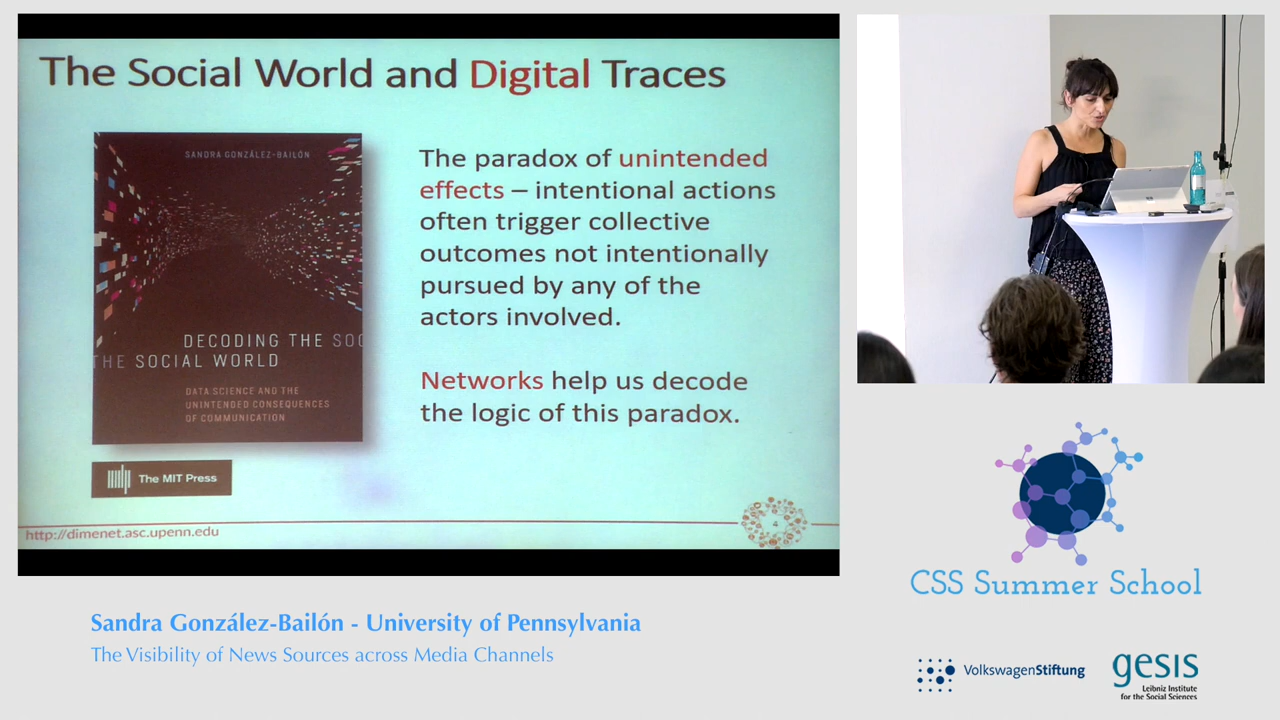 The Social World and Digital Traces
SANDRA GONZÁLEZ-BAILÓN
DECODING THE SOC
THE SOCIAL WORLD
DATA SCIENCE AND THE
UNINTENDED CONSEQUENCES
OF COMMUNICATION
The MIT Press
The paradox of unintended
effects – intentional actions
often trigger collective
outcomes not intentionally
pursued by any of the
actors involved.
Networks help us decode
the logic of this paradox.
http://dimenet.asc.upenn.edu
4
Sandra González-Bailón - University of Pennsylvania
The Visibility of News Sources across Media Channels
CSS Summer School
VolkswagenStiftung
gesis
Leibniz Institute
for the Social Sciences